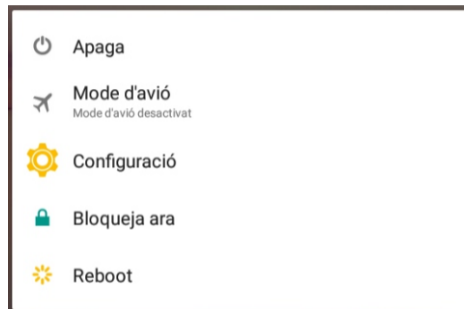 Apaga
Mode d'avió
Mode d'avió desactivat
Configuració
Bloqueja ara
Reboot